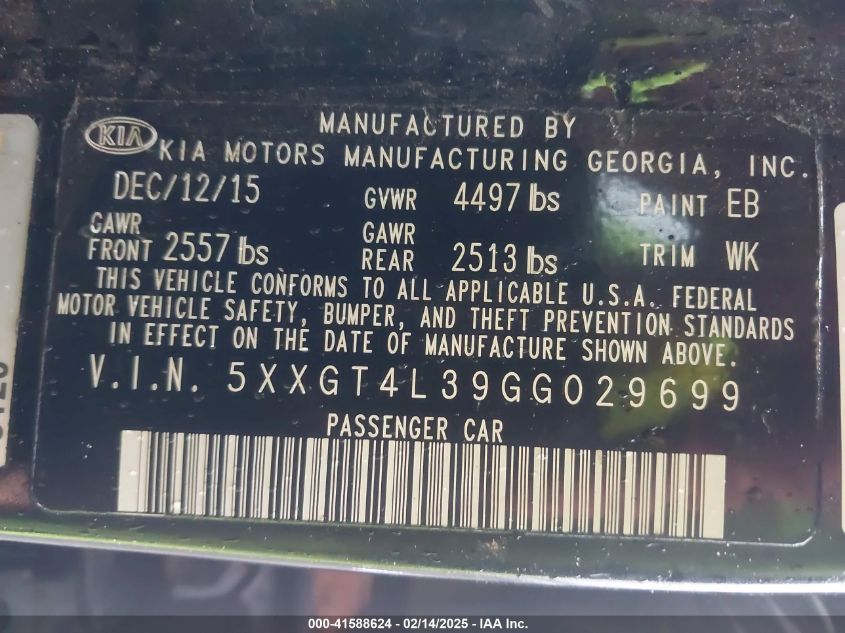 MANUFACTURED BY
KIA KIA MOTORS MANUFACTURING GEORGIA, INC.
DEC/12/15 GVWR 4497 lbs PAINT EB
GAWR FRONT 2557 lbs GAWR REAR 2513 lbs TRIM WK
THIS VEHICLE CONFORMS TO ALL APPLICABLE U.S.A. FEDERAL
MOTOR VEHICLE SAFETY, BUMPER, AND THEFT PREVENTION STANDARDS
IN EFFECT ON THE DATE OF MANUFACTURE SHOWN ABOVE.
V.I.N. 5XXGT4L39GG029699
PASSENGER CAR
000-41588624 - 02/14/2025 - IAA Inc.